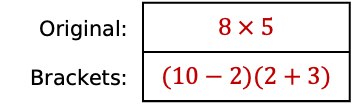 Original: 8 × 5
Brackets: (10 − 2)(2 + 3)